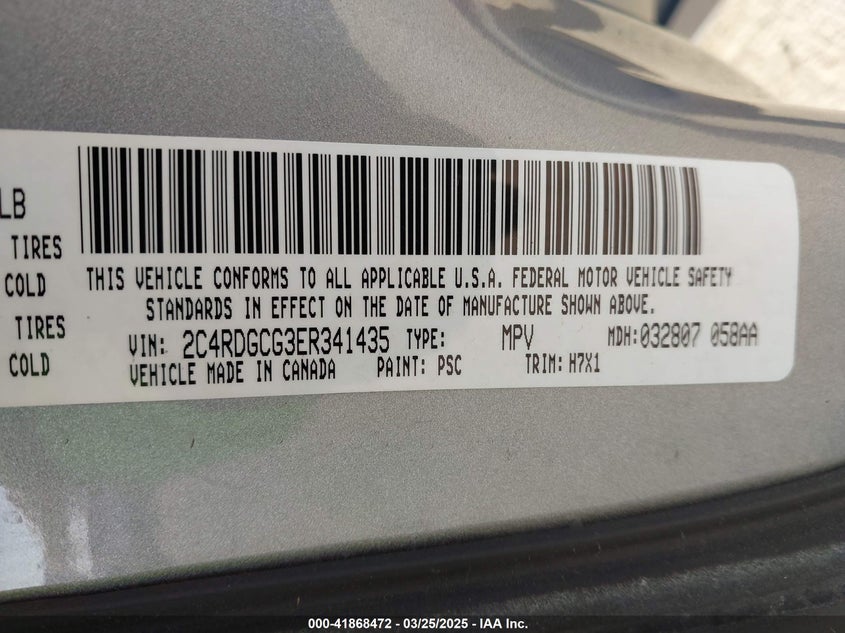 LB
TIRES
COLD
TIRES
COLD
THIS VEHICLE CONFORMS TO ALL APPLICABLE U.S.A. FEDERAL MOTOR VEHICLE SAFETY
STANDARDS IN EFFECT ON THE DATE OF MANUFACTURE SHOWN ABOVE.
VIN: 2C4RDGCG3ER341435 TYPE: MPV MDH:032807 058AA
VEHICLE MADE IN CANADA PAINT: PSC TRIM: H7X1
000-41868472 — 03/25/2025 — IAA Inc.